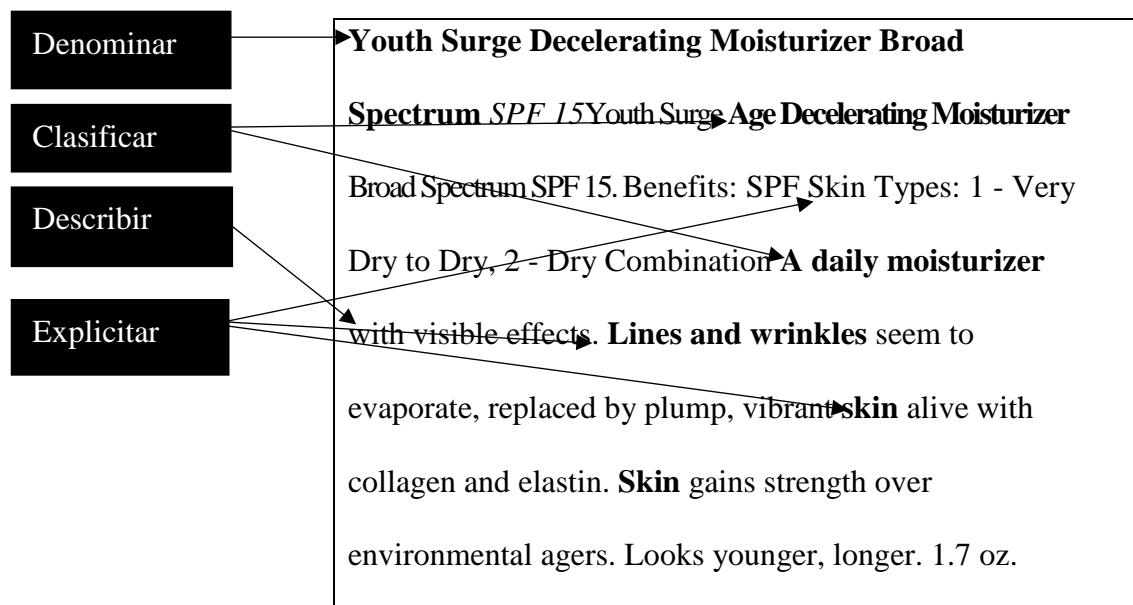 Denominar
Clasificar
Describir
Explicitar
Youth Surge Decelerating Moisturizer Broad
Spectrum SPF 15Youth Surge Age Decelerating Moisturizer
Broad Spectrum SPF 15. Benefits: SPF Skin Types: 1 - Very
Dry to Dry, 2 - Dry Combination A daily moisturizer
with visible effects. Lines and wrinkles seem to
evaporate, replaced by plump, vibrant skin alive with
collagen and elastin. Skin gains strength over
environmental agers. Looks younger, longer. 1.7 oz.